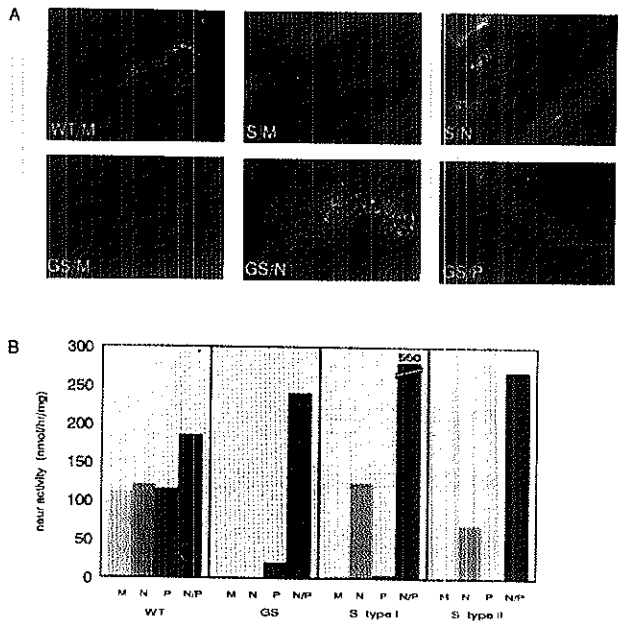 A
WT/M
S/M
S/N
GS/M
GS/N
GS/P
B
neur activity (nmol/hr/mg)
300
250
200
150
100
50
0
560
M N P N/P M N P N/P M N P N/P M N P N/P
WT GS S type I S type II